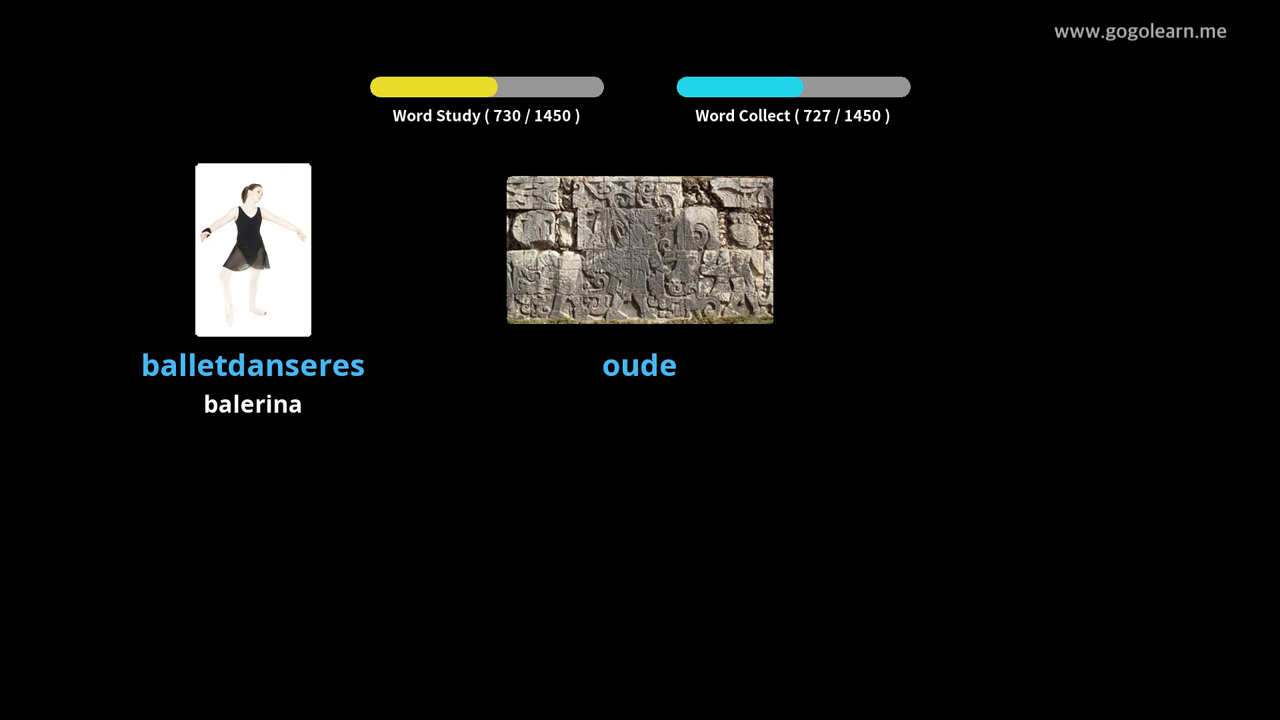 www.gogolearn.me
Word Study ( 730 / 1450 )
Word Collect ( 727 / 1450 )
balletdanseres
balerina
oude